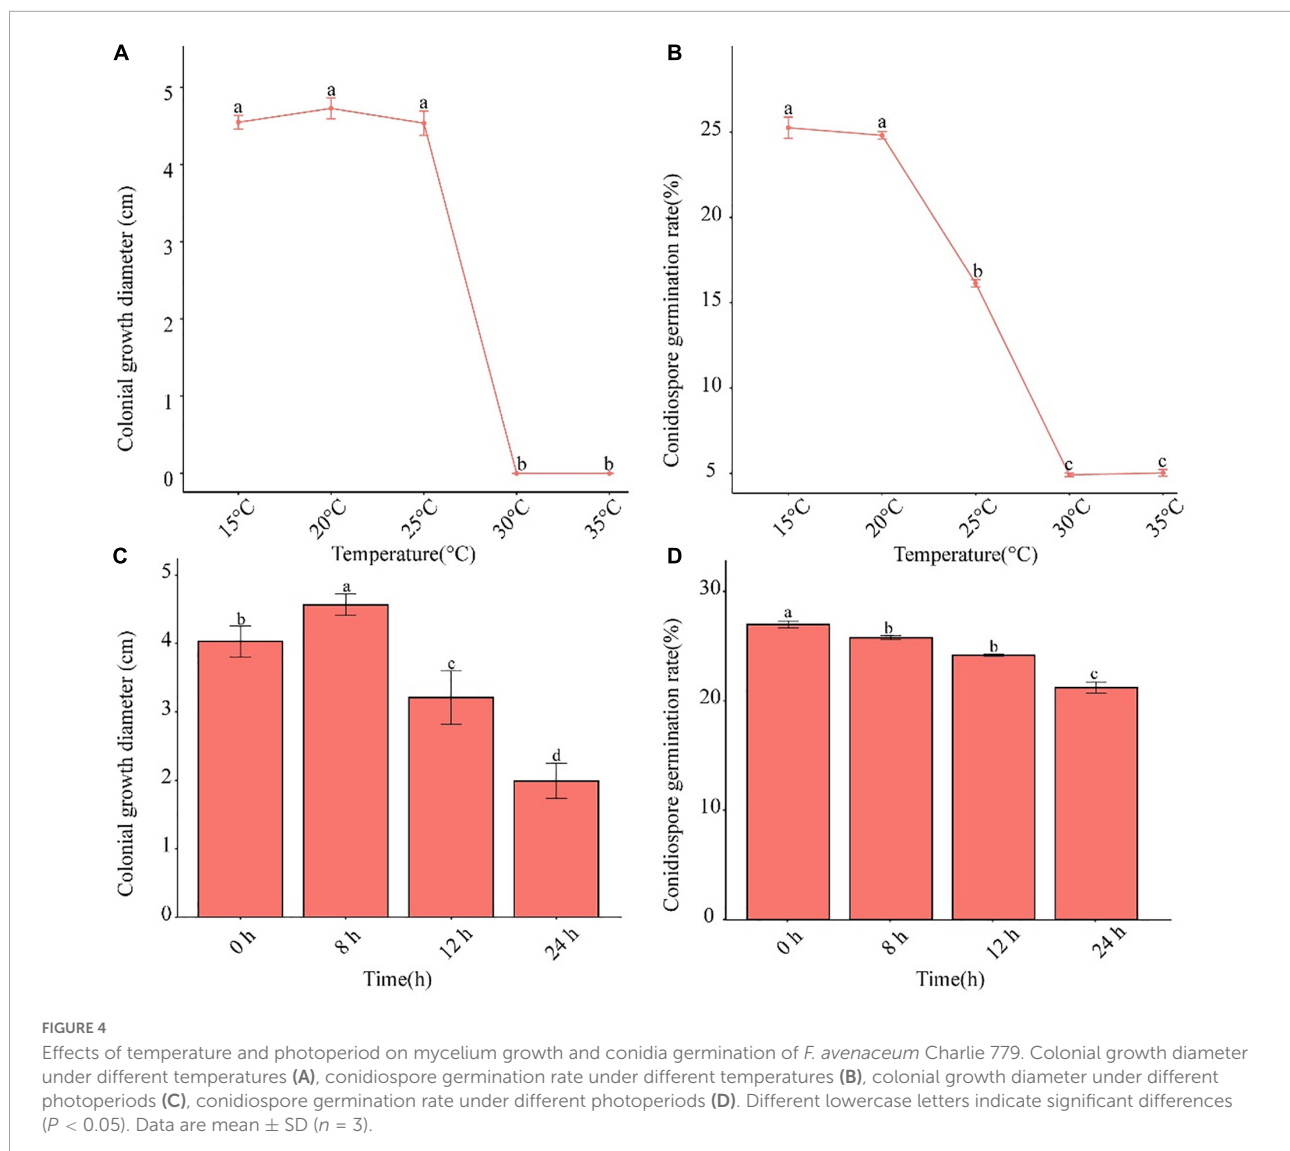 A
Colonial growth diameter (cm)
5
4
3
2
1
0
a
a
a
b
b
15°C
20°C
25°C
30°C
35°C
Temperature(°C)
B
Conidiospore germination rate(%)
25
20
15
10
5
a
a
b
c
c
15°C
20°C
25°C
30°C
35°C
Temperature(°C)
C
Colonial growth diameter (cm)
5
4
3
2
1
0
b
a
c
d
0 h
8 h
12 h
24 h
Time(h)
D
Conidiospore germination rate(%)
30
20
10
0
a
b
b
c
0 h
8 h
12 h
24 h
Time(h)
FIGURE 4
Effects of temperature and photoperiod on mycelium growth and conidia germination of F. avenaceum Charlie 779. Colonial growth diameter
under different temperatures (A), conidiospore germination rate under different temperatures (B), colonial growth diameter under different
photoperiods (C), conidiospore germination rate under different photoperiods (D). Different lowercase letters indicate significant differences
(P < 0.05). Data are mean ± SD (n = 3).